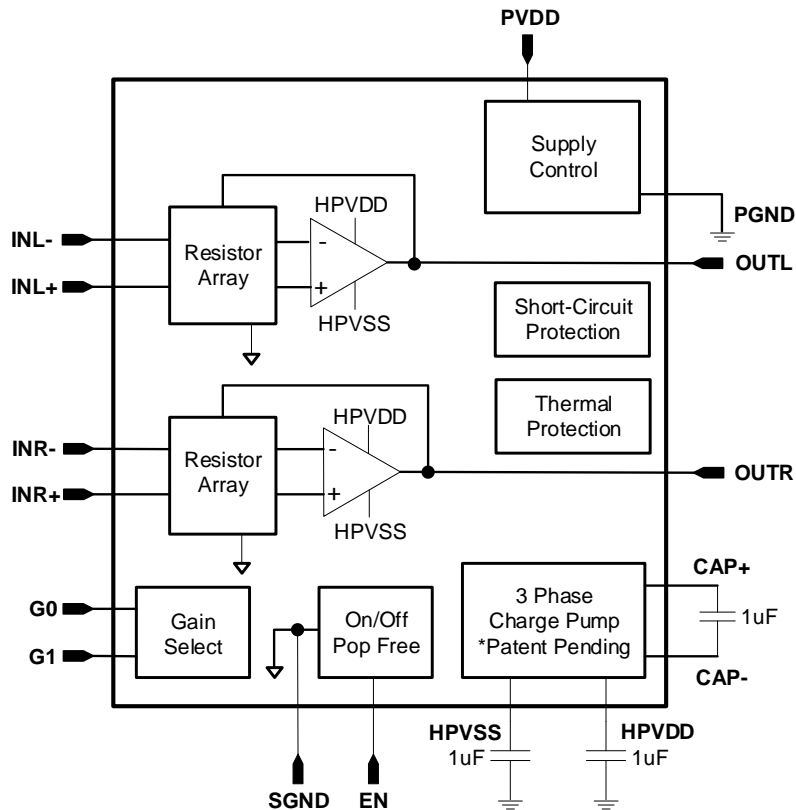 PVDD
Supply
Control
PGND
HPVDD
INL-
INL+
Resistor
Array
-
+
HPVSS
OUTL
Short-Circuit
Protection
Thermal
Protection
HPVDD
INR-
INR+
Resistor
Array
-
+
HPVSS
OUTR
G0
G1
Gain
Select
On/Off
Pop Free
3 Phase
Charge Pump
*Patent Pending
CAP+
1uF
CAP-
HPVSS
1uF
HPVDD
1uF
SGND
EN